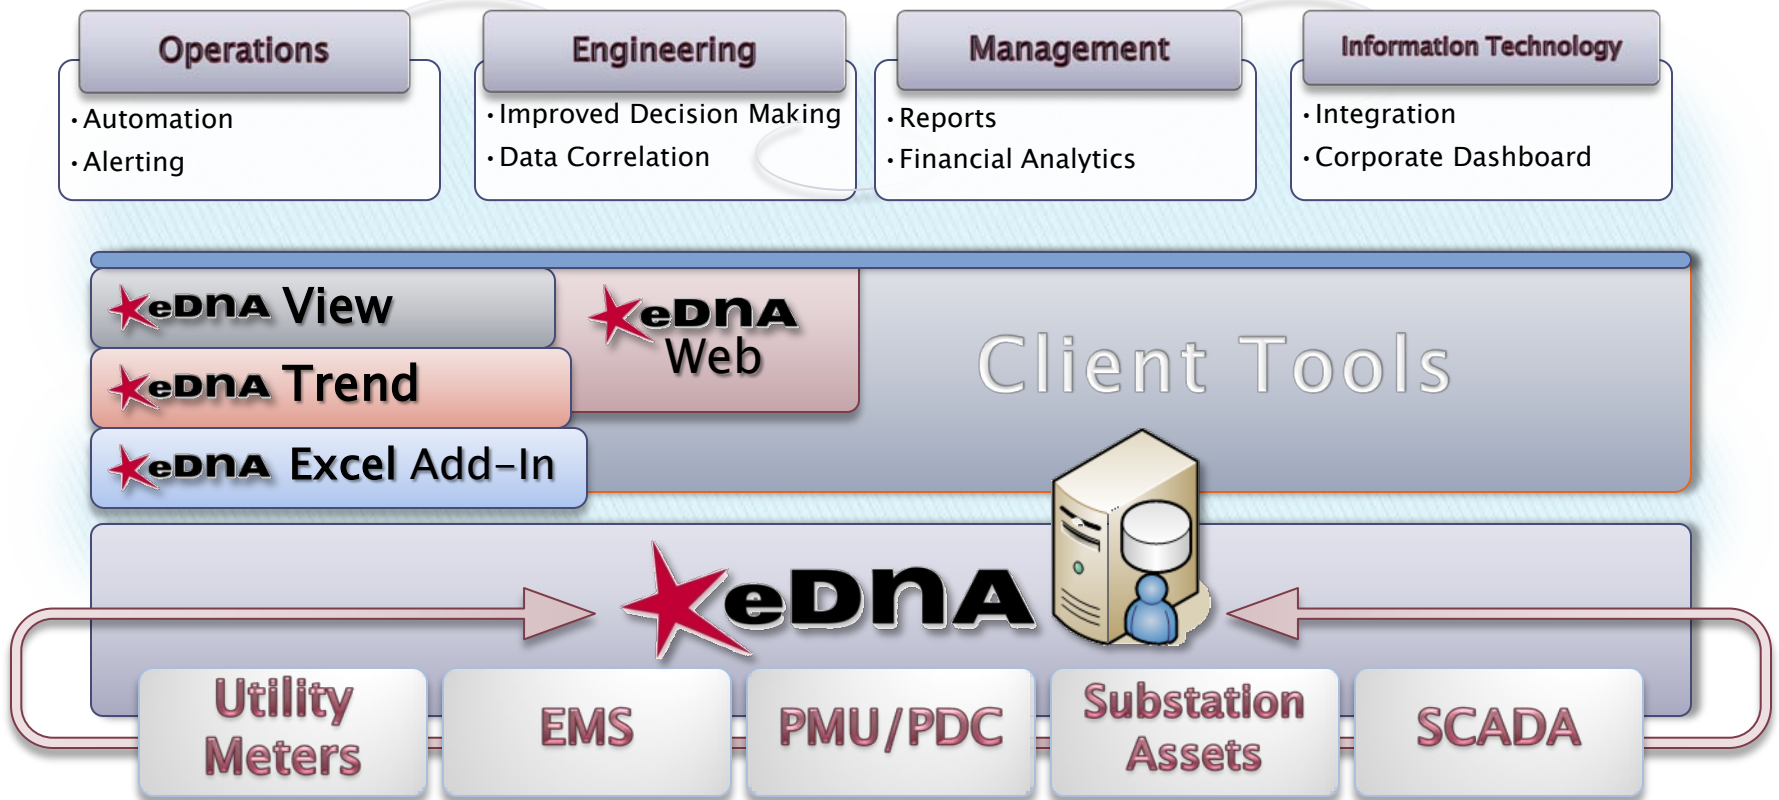 Operations
Engineering
Management
Information Technology
• Automation
• Alerting
• Improved Decision Making
• Data Correlation
• Reports
• Financial Analytics
• Integration
• Corporate Dashboard
eDNA View
eDNA Trend
eDNA Excel Add-In
eDNA
Web
Client Tools
eDNA
Utility
Meters
EMS
PMU/PDC
Substation
Assets
SCADA